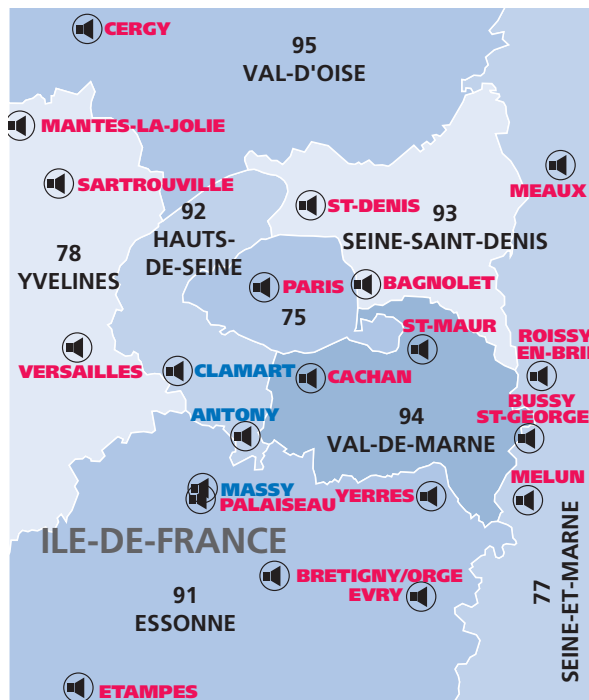 CERGY
95
VAL-D'OISE
MANTES-LA-JOLIE
MEAUX
SARTROUVILLE
ST-DENIS
93
SEINE-SAINT-DENIS
92
HAUTS-
DE-SEINE
78
YVELINES
PARIS
75
BAGNOLET
ST-MAUR
ROISSY
EN-BRI
VERSAILLES
CLAMART
CACHAN
BUSSY
ST-GEORGE
ANTONY
94
VAL-DE-MARNE
MASSY
PALAISEAU
YERRES
MELUN
ILE-DE-FRANCE
BRETIGNY/ORGE
EVRY
91
ESSONNE
77
SEINE-ET-MARNE
ETAMPES